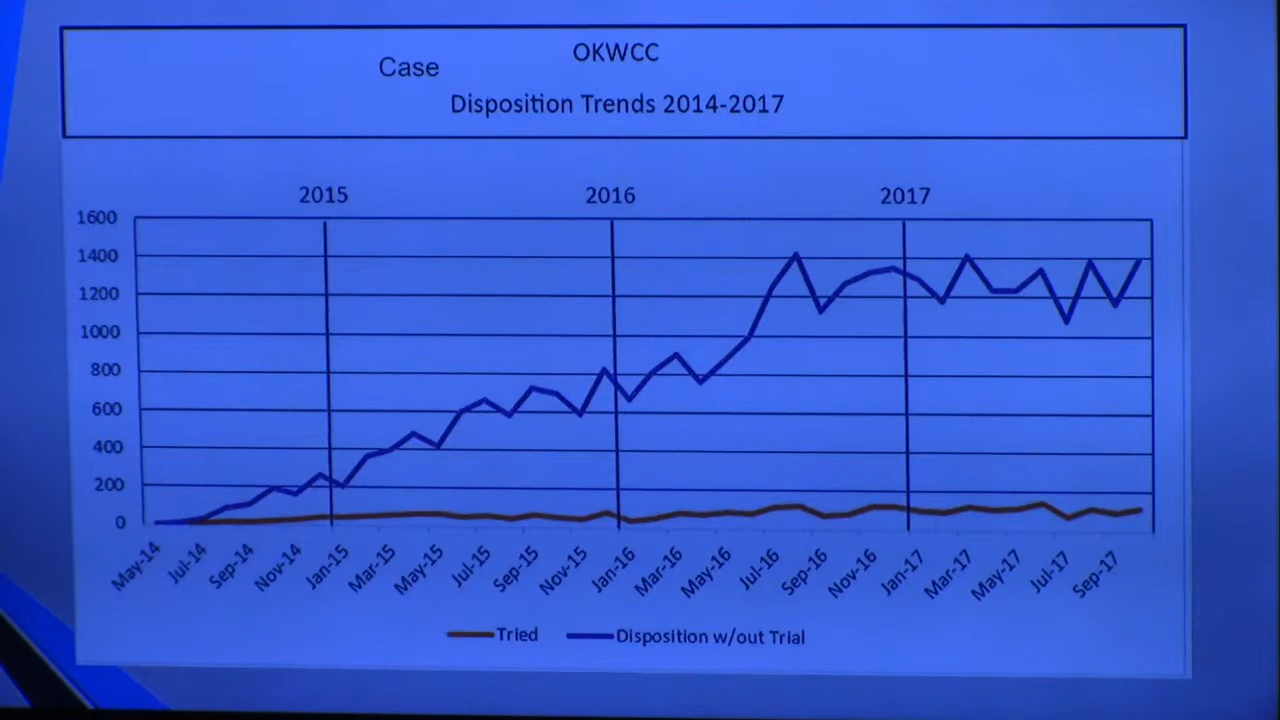 OKWCC
Case
Disposition Trends 2014-2017
2015 2016 2017
1600
1400
1200
1000
800
600
400
200
0
May-14 Jul-14 Sep-14 Nov-14 Jan-15 Mar-15 May-15 Jul-15 Sep-15 Nov-15 Jan-16 Mar-16 May-16 Jul-16 Sep-16 Nov-16 Jan-17 Mar-17 May-17 Jul-17 Sep-17
Tried Disposition w/out Trial